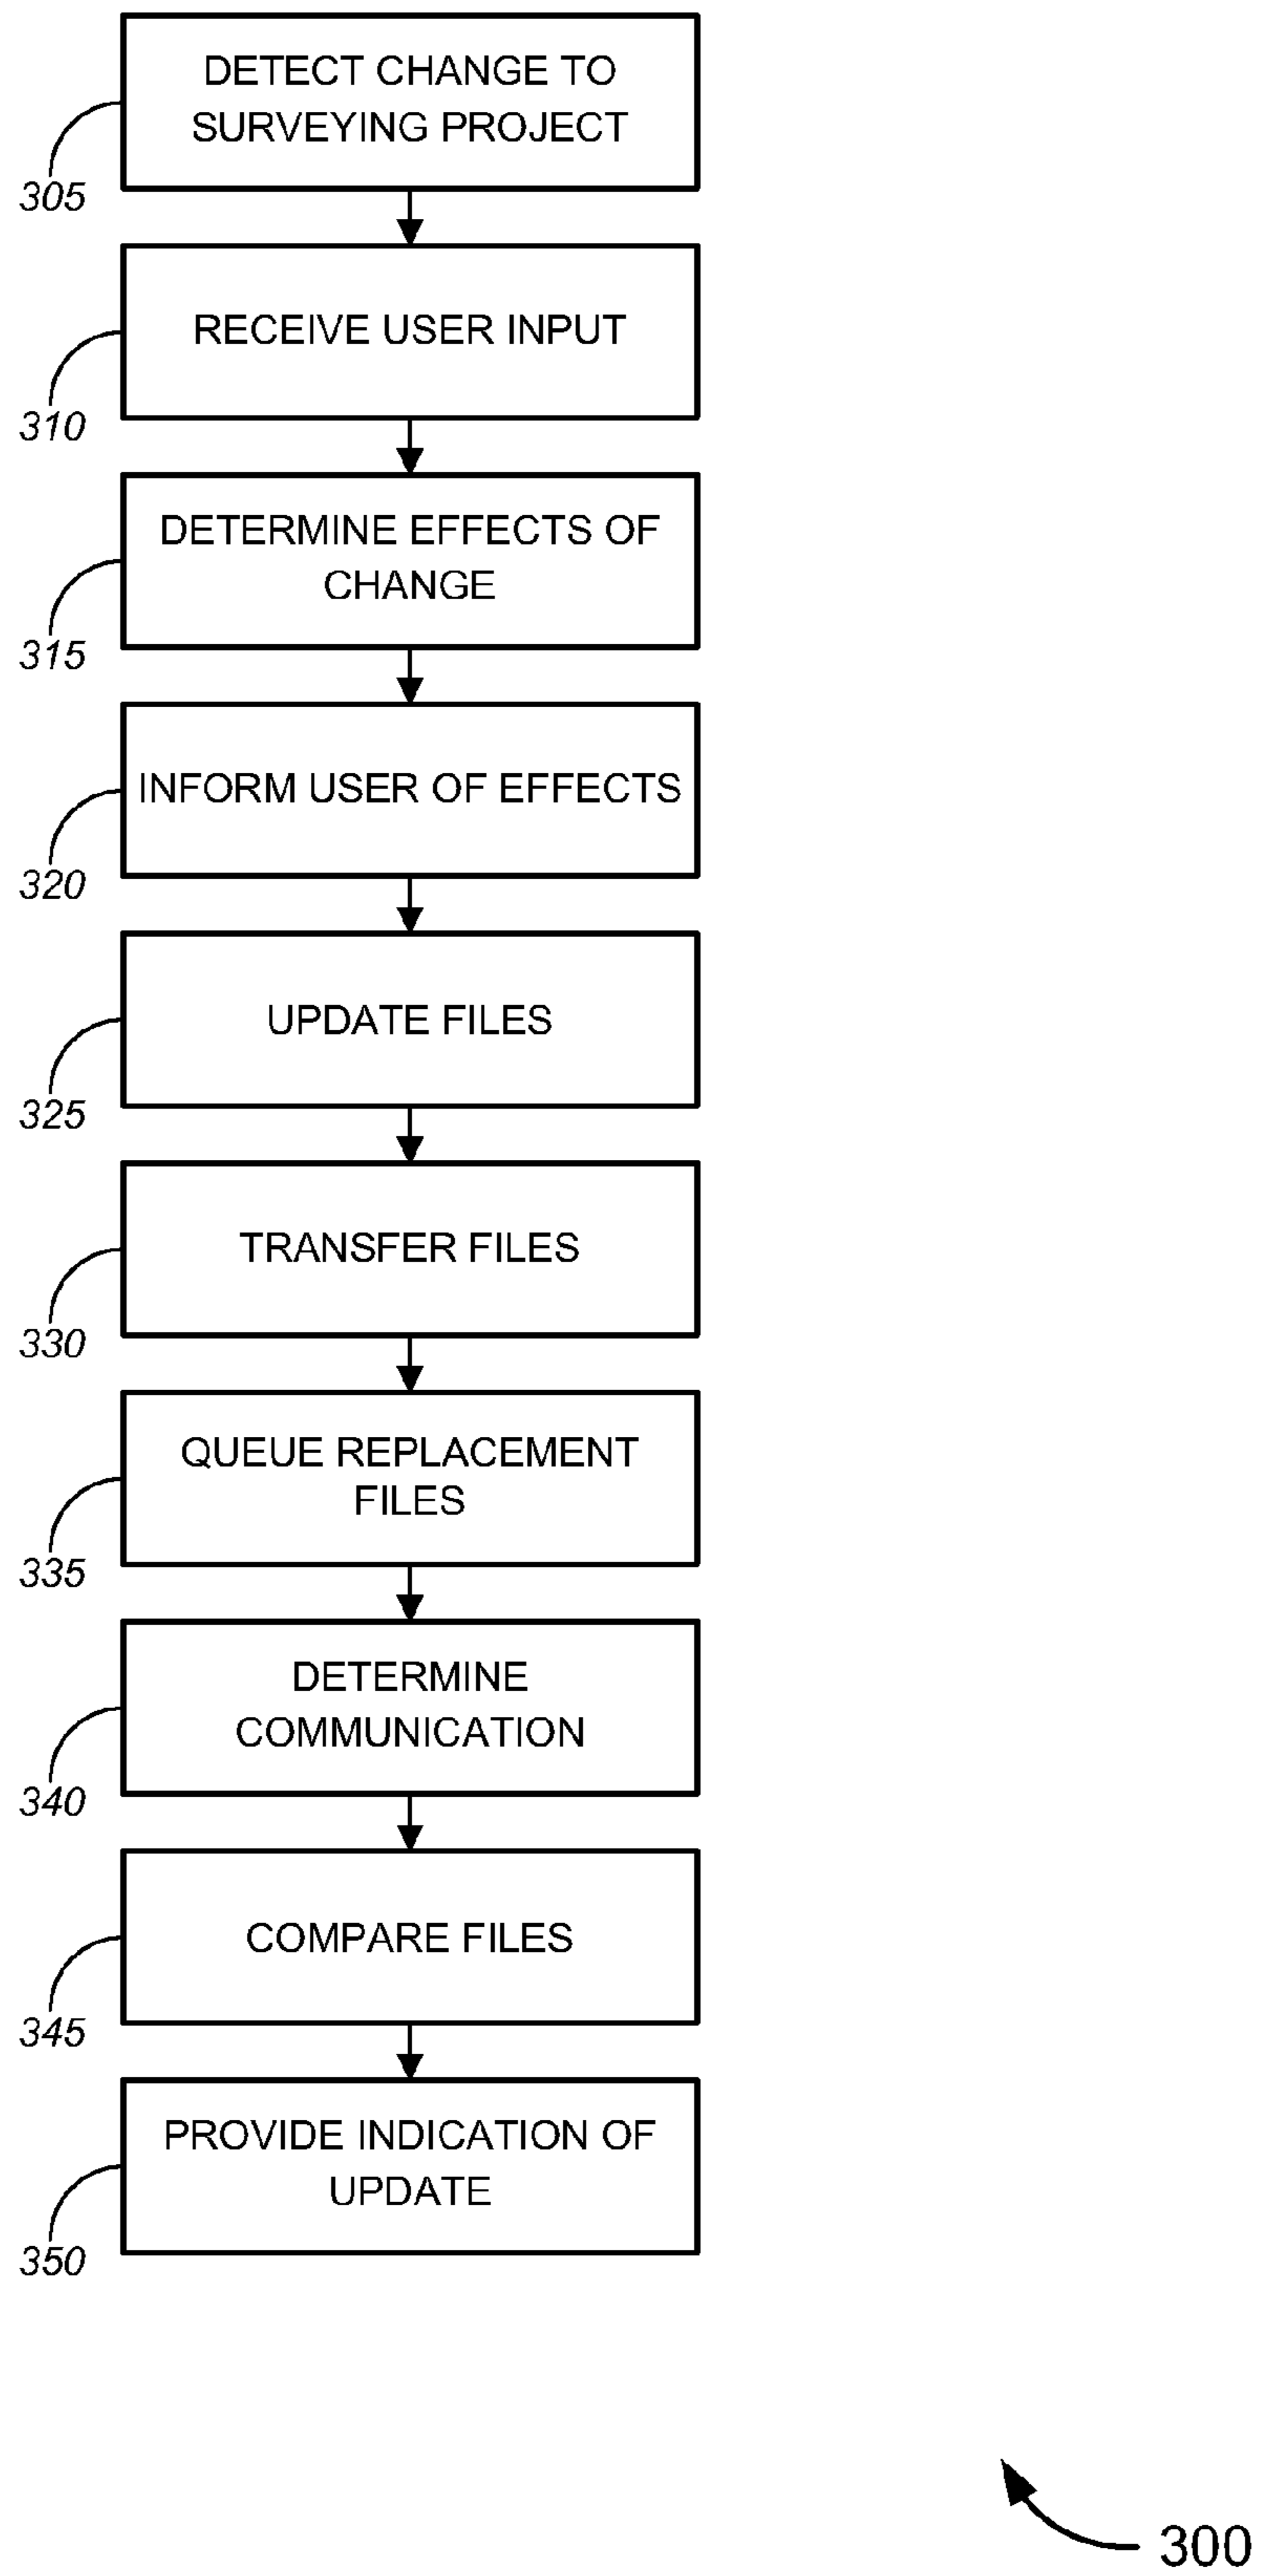 DETECT CHANGE TO
SURVEYING PROJECT
305
RECEIVE USER INPUT
310
DETERMINE EFFECTS OF
CHANGE
315
INFORM USER OF EFFECTS
320
UPDATE FILES
325
TRANSFER FILES
330
QUEUE REPLACEMENT
FILES
335
DETERMINE
COMMUNICATION
340
COMPARE FILES
345
PROVIDE INDICATION OF
UPDATE
350
300